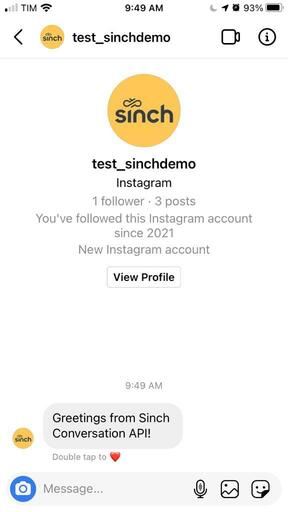 TIM 9:49 AM 93%
sinch test_sinchdemo
sinch
test_sinchdemo
Instagram
1 follower · 3 posts
You've followed this Instagram account
since 2021
New Instagram account
View Profile
9:49 AM
Greetings from Sinch
Conversation API!
sinch
Double tap to ❤️
Message...